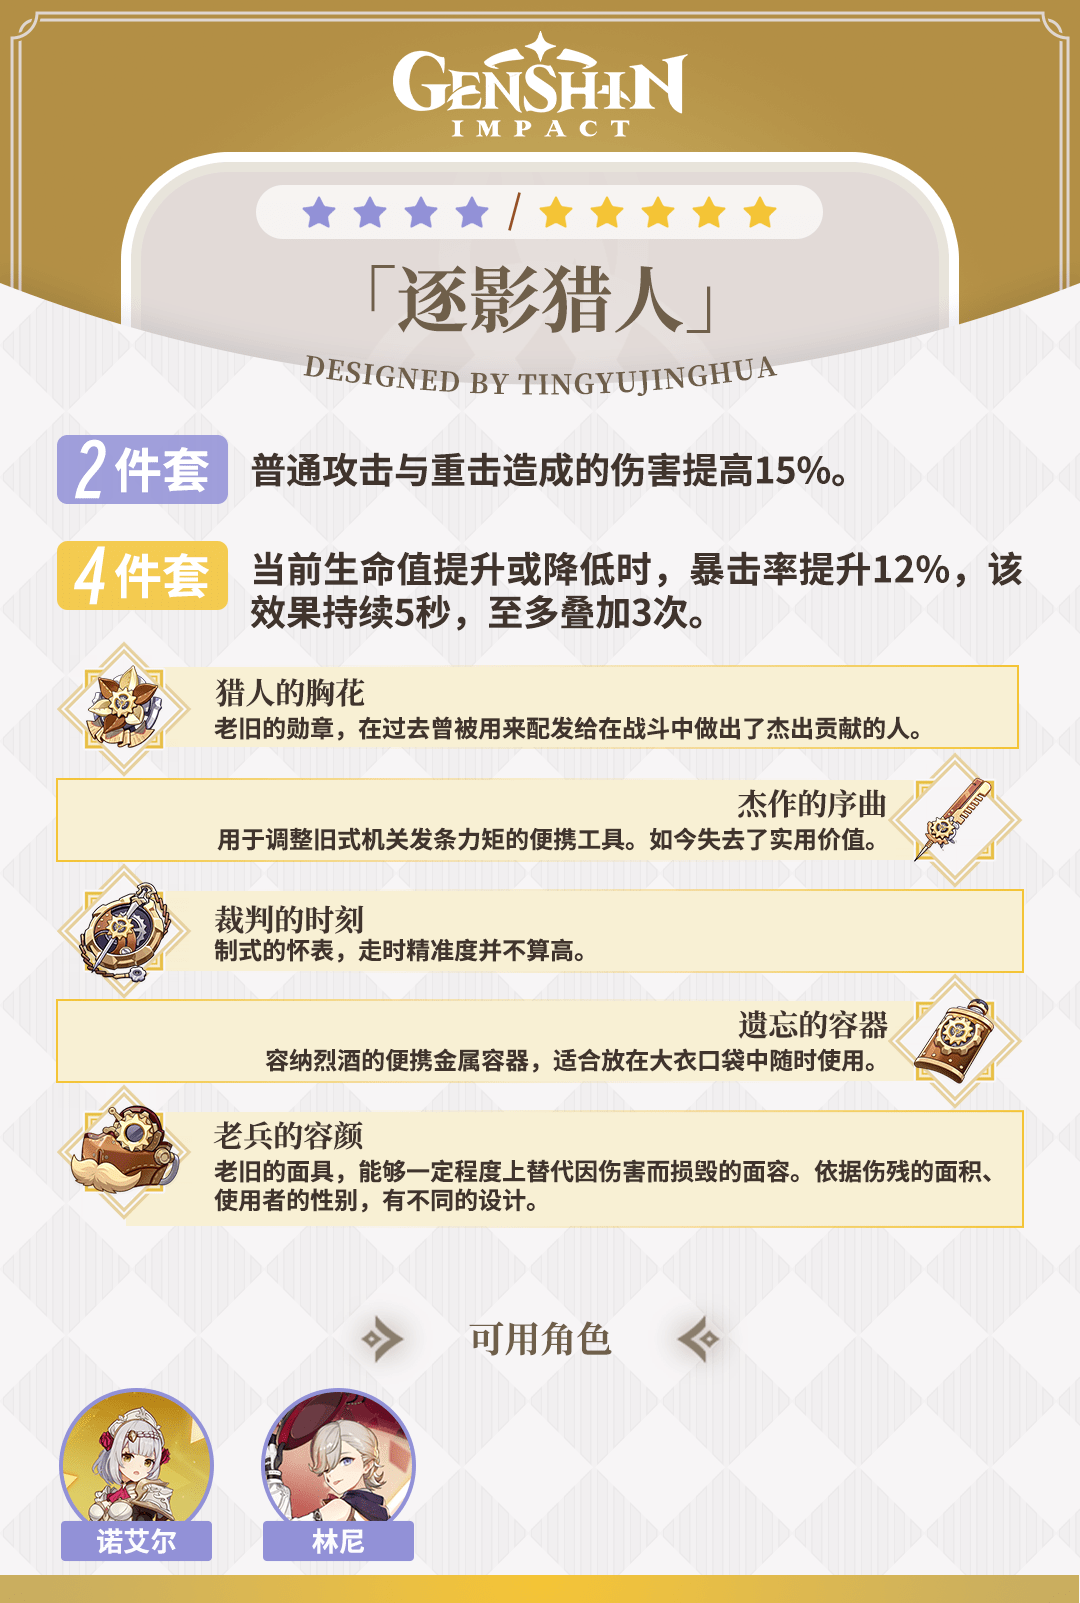 GENSHIN
IMPACT
「逐影猎人」
DESIGNED BY TINGYUJINGHUA
2件套
普通攻击与重击造成的伤害提高15%。
4件套
当前生命值提升或降低时，暴击率提升12%，该
效果持续5秒，至多叠加3次。
猎人的胸花
老旧的勋章，在过去曾被用来配发给在战斗中做出了杰出贡献的人。
杰作的序曲
用于调整旧式机关发条力矩的便携工具。如今失去了实用价值。
裁判的时刻
制式的怀表，走时精准度并不算高。
遗忘的容器
容纳烈酒的便携金属容器，适合放在大衣口袋中随时使用。
老兵的容颜
老旧的面具，能够一定程度上替代因伤害而损毁的面容。依据伤残的面积、
使用者的性别，有不同的设计。
可用角色
诺艾尔
林尼